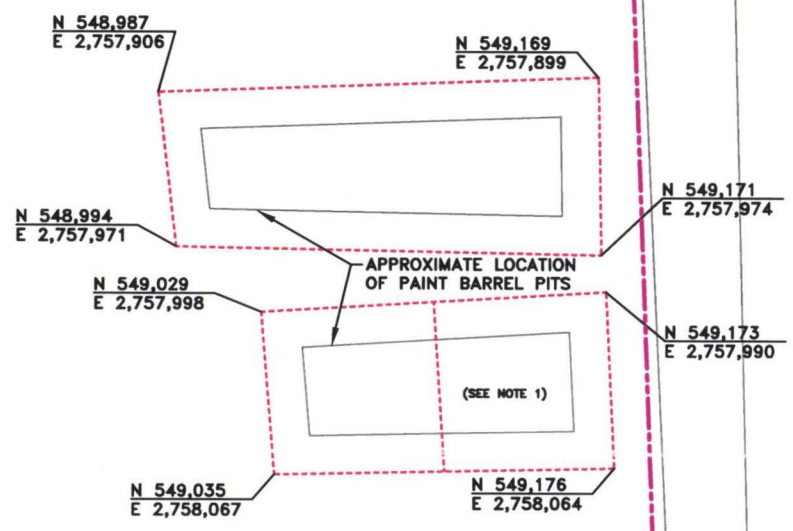 N 548,987
E 2,757,906
N 549,169
E 2,757,899
N 549,171
E 2,757,974
N 548,994
E 2,757,971
APPROXIMATE LOCATION
OF PAINT BARREL PITS
N 549,029
E 2,757,998
N 549,173
E 2,757,990
(SEE NOTE 1)
N 549,035
E 2,758,067
N 549,176
E 2,758,064